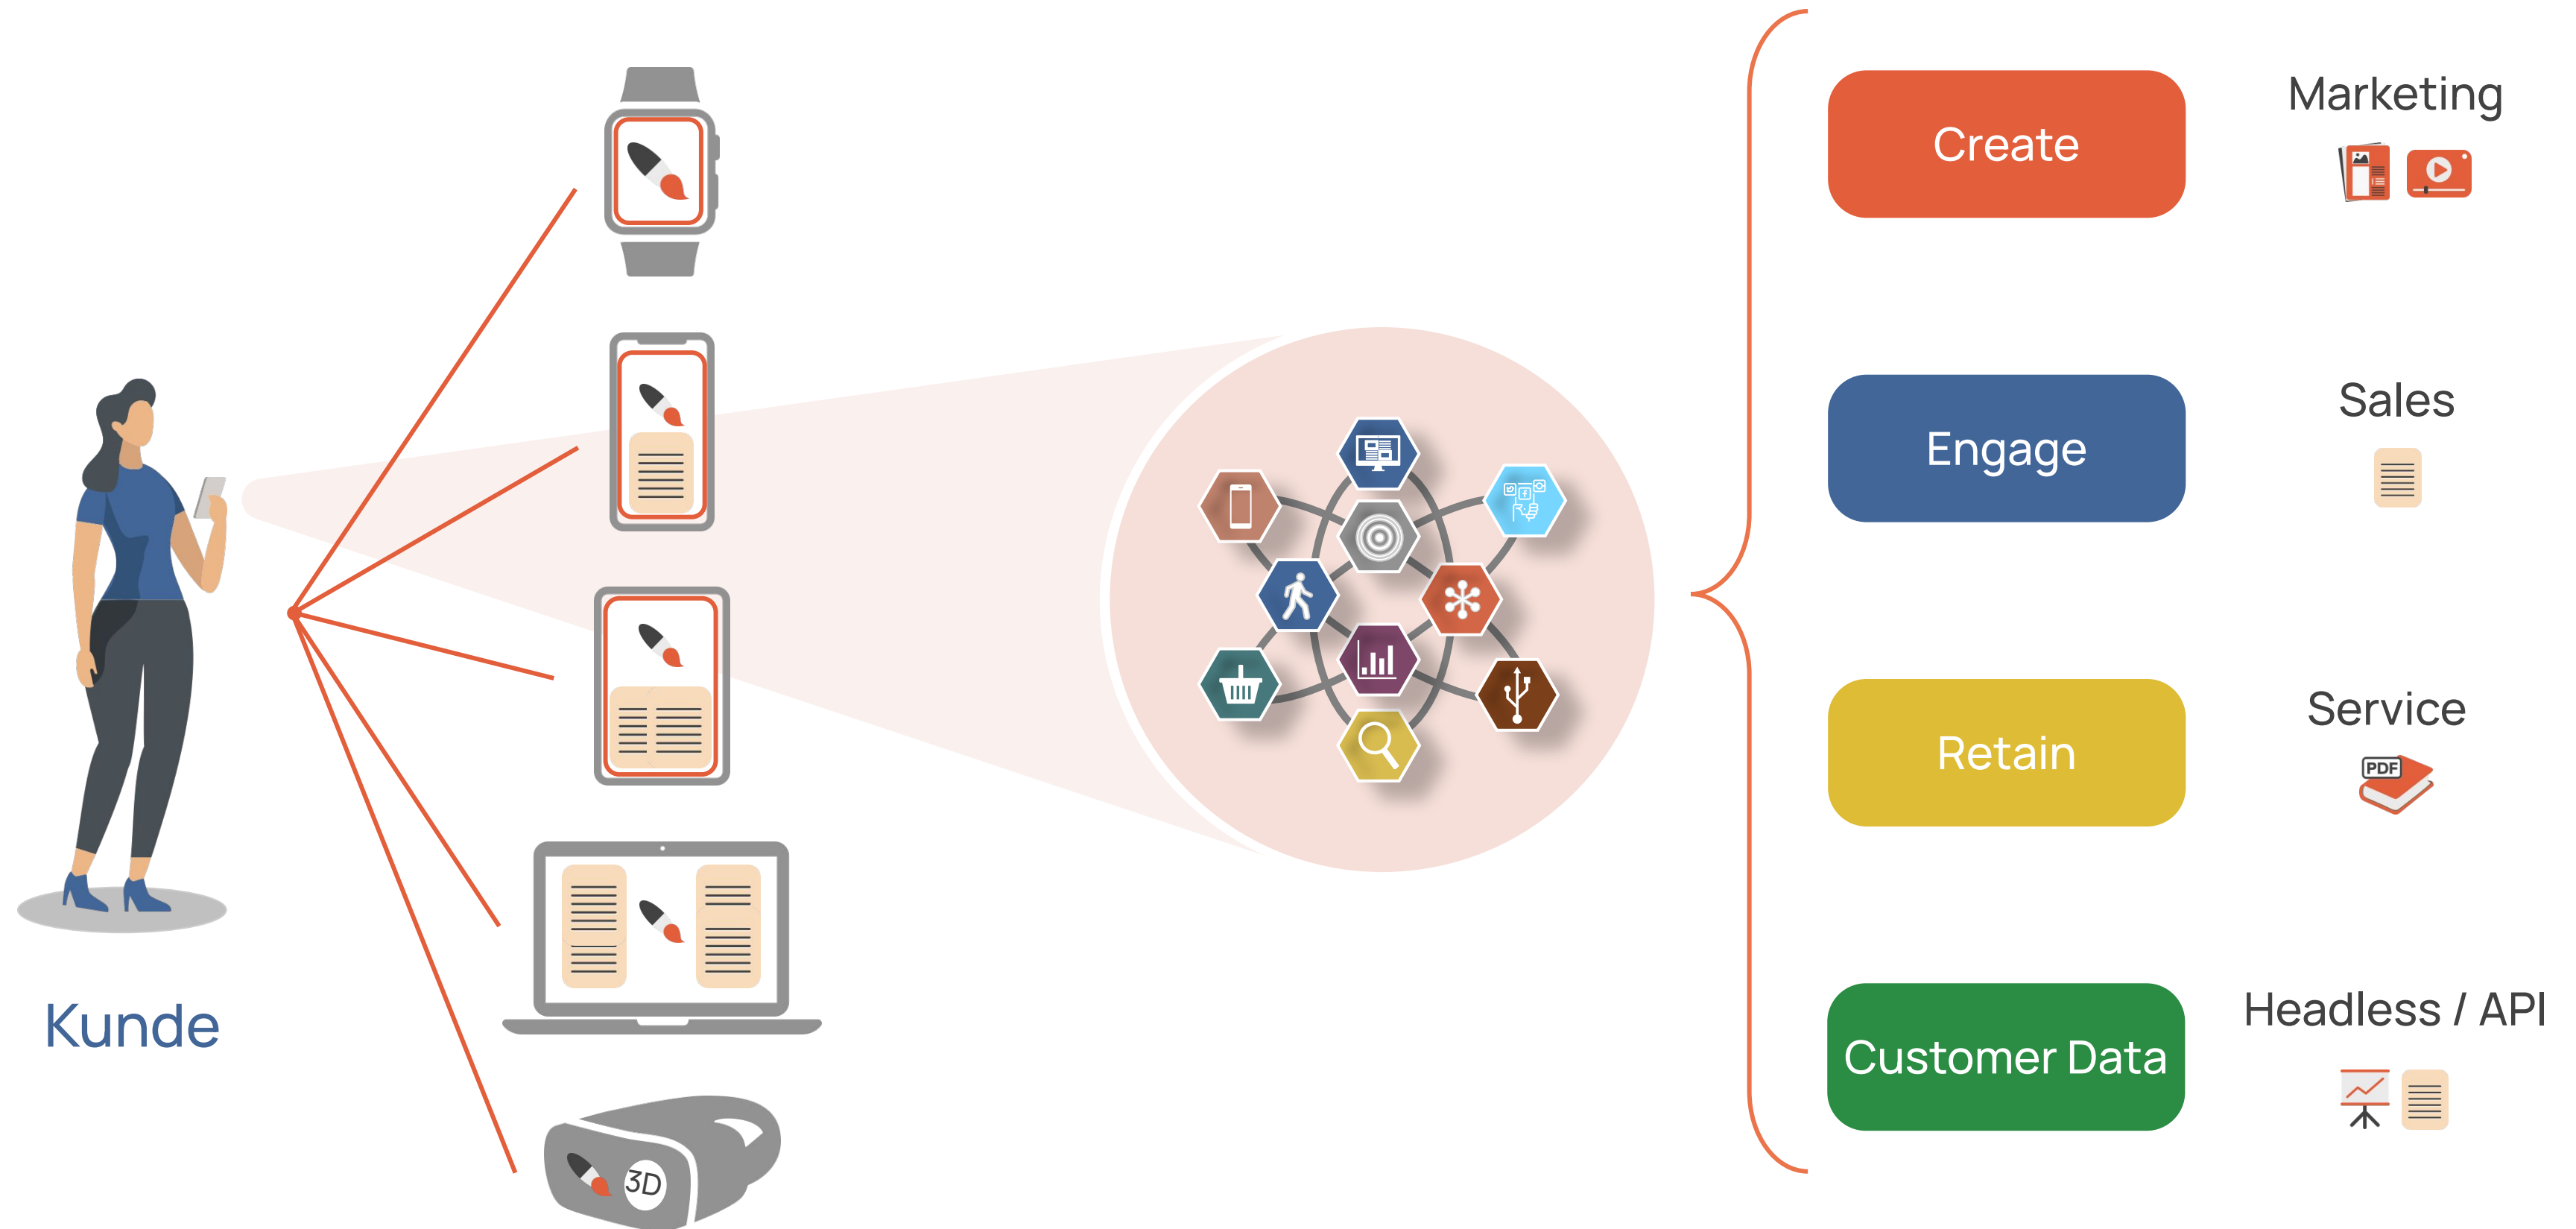 Kunde
3D
Create
Marketing
Engage
Sales
Retain
Service
PDF
Customer Data
Headless / API